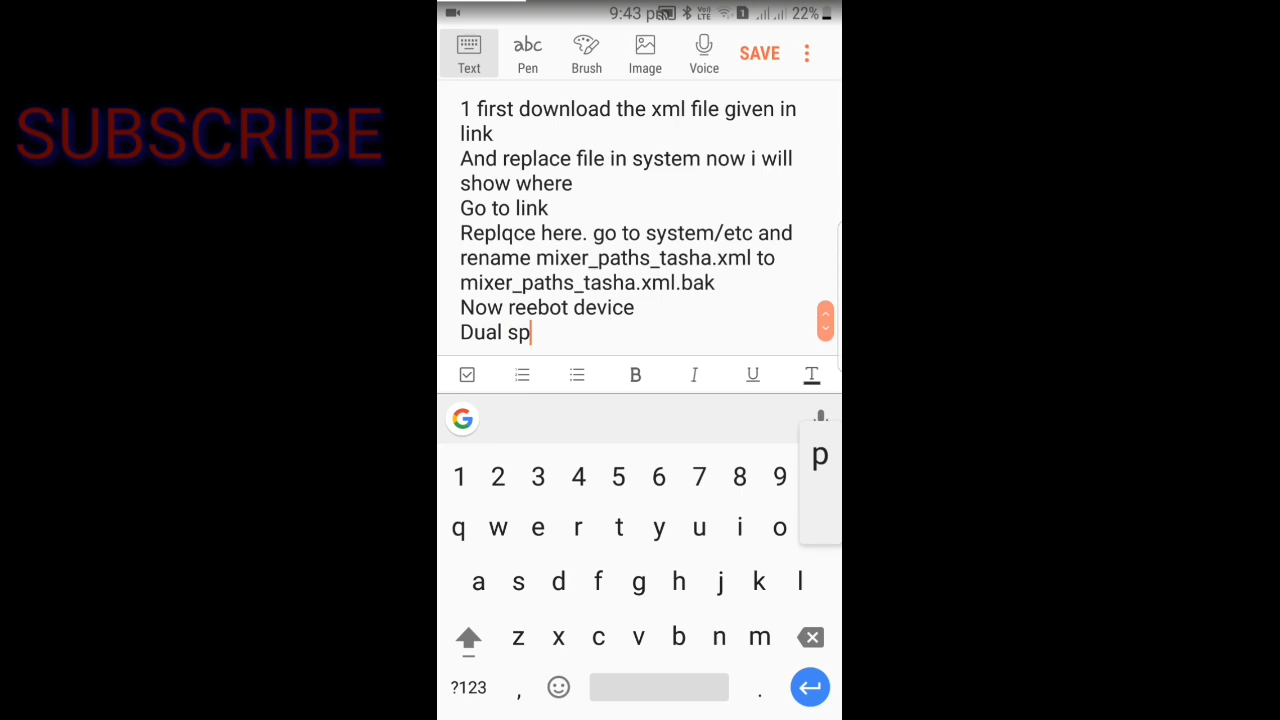 SUBSCRIBE
9:43 p
Vo)
LTE
1
22%
Text
abc
Pen
Brush
Image
Voice
SAVE
1 first download the xml file given in
link
And replace file in system now i will
show where
Go to link
Replqce here. go to system/etc and
rename mixer_paths_tasha.xml to
mixer_paths_tasha.xml.bak
Now reebot device
Dual sp
B I U T
G
p
1 2 3 4 5 6 7 8 9
q w e r t y u i o
a s d f g h j k l
z x c v b n m
?123 , .